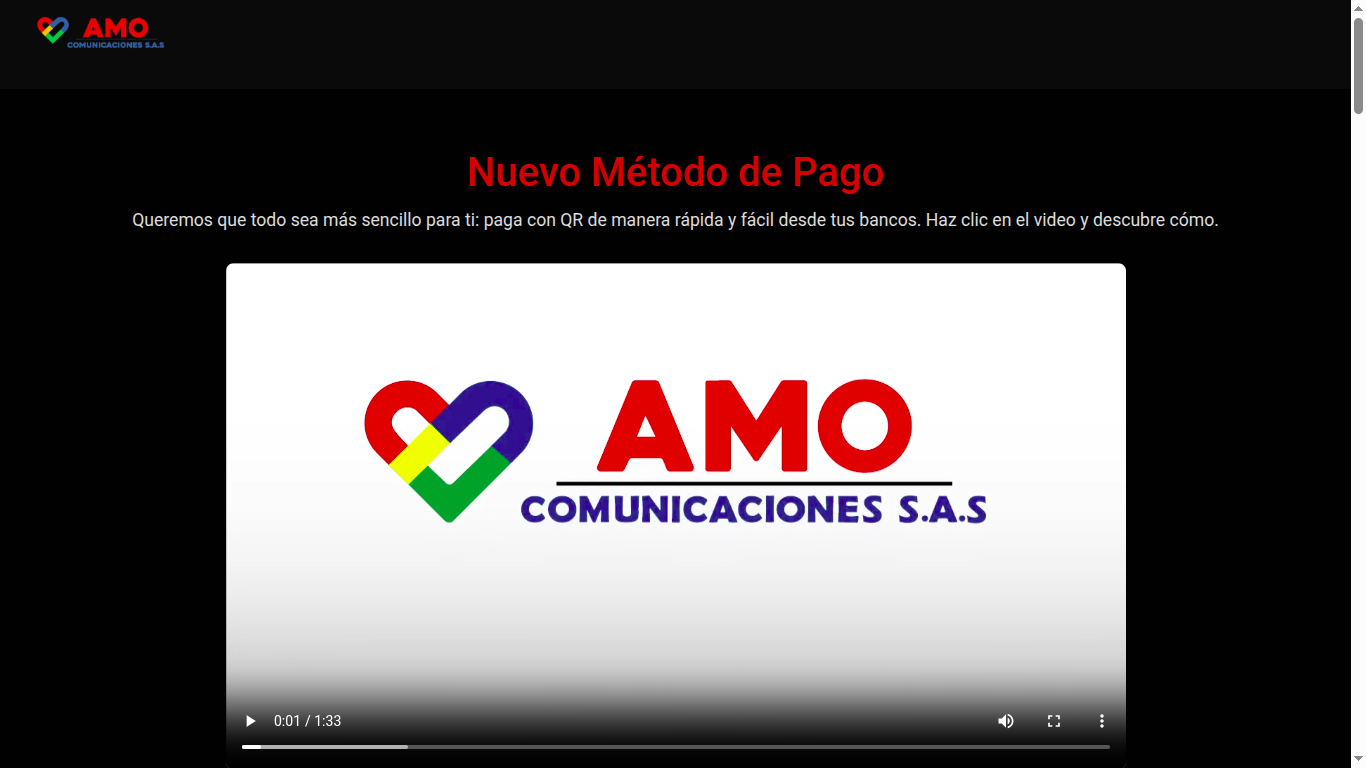 AMO
COMUNICACIONES S.A.S
Nuevo Método de Pago
Queremos que todo sea más sencillo para ti: paga con QR de manera rápida y fácil desde tus bancos. Haz clic en el video y descubre cómo.
AMO
COMUNICACIONES S.A.S
0:01 / 1:33